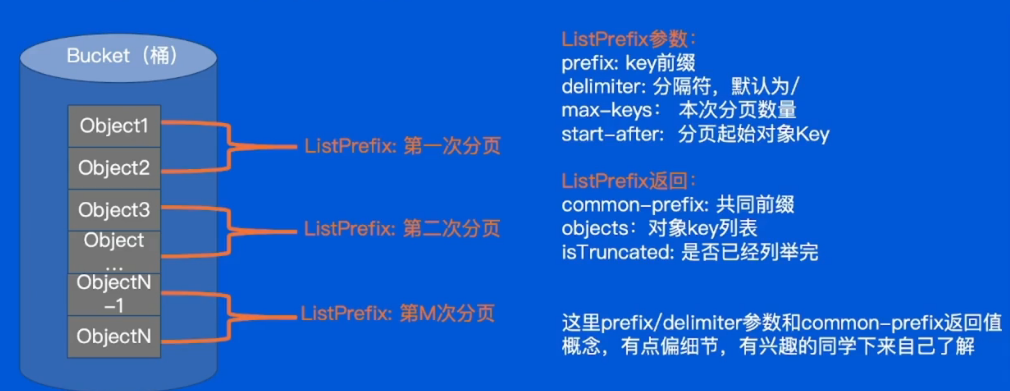 Bucket（桶）
Object1
Object2
Object3
Object
...
ObjectN
-1
ObjectN
ListPrefix: 第一次分页
ListPrefix: 第二次分页
ListPrefix: 第M次分页
ListPrefix参数：
prefix: key前缀
delimiter: 分隔符，默认为/
max-keys： 本次分页数量
start-after: 分页起始对象Key
ListPrefix返回：
common-prefix: 共同前缀
objects：对象key列表
isTruncated: 是否已经列举完
这里prefix/delimiter参数和common-prefix返回值
概念，有点偏细节，有兴趣的同学下来自己了解